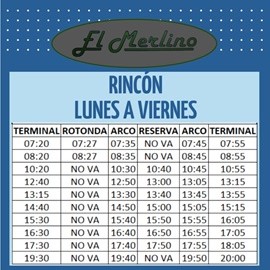 El Merlino
RINCÓN
LUNES A VIERNES
TERMINAL ROTONDA ARCO RESERVA ARCO TERMINAL
07:20 07:27 07:35 NO VA 07:45 07:55
08:20 08:27 08:35 NO VA 08:45 08:55
10:20 NO VA 10:30 10:40 10:45 10:55
12:40 NO VA 12:50 13:00 13:05 13:15
13:15 NO VA 13:30 13:40 13:45 13:55
14:40 NO VA 14:50 15:00 15:05 15:15
15:30 NO VA 15:40 15:50 15:55 16:05
16:30 NO VA 16:40 16:50 16:55 17:05
17:30 NO VA 17:40 17:50 17:55 18:05
19:30 NO VA 19:40 NO VA 19:50 20:00